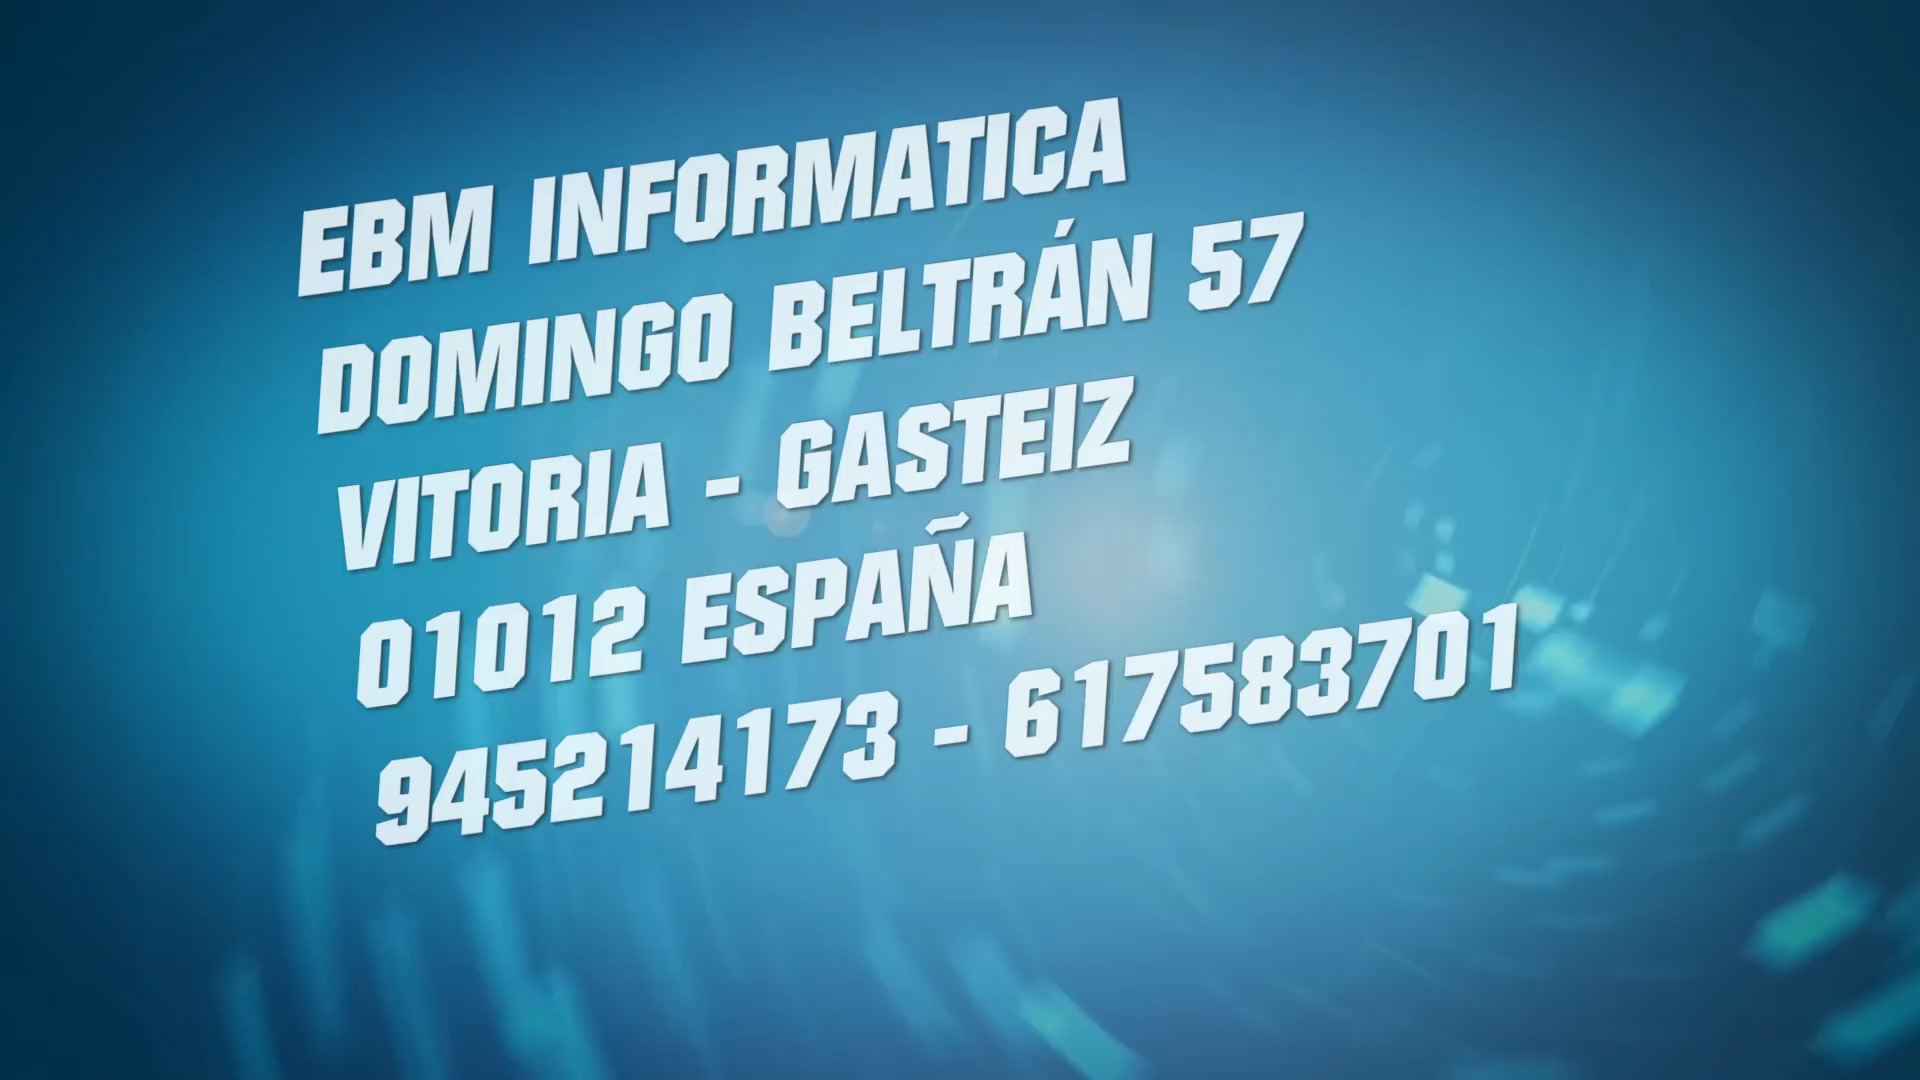 EBM INFORMATICA
DOMINGO BELTRÁN 57
VITORIA - GASTEIZ
01012 ESPAÑA
945214173 - 617583701